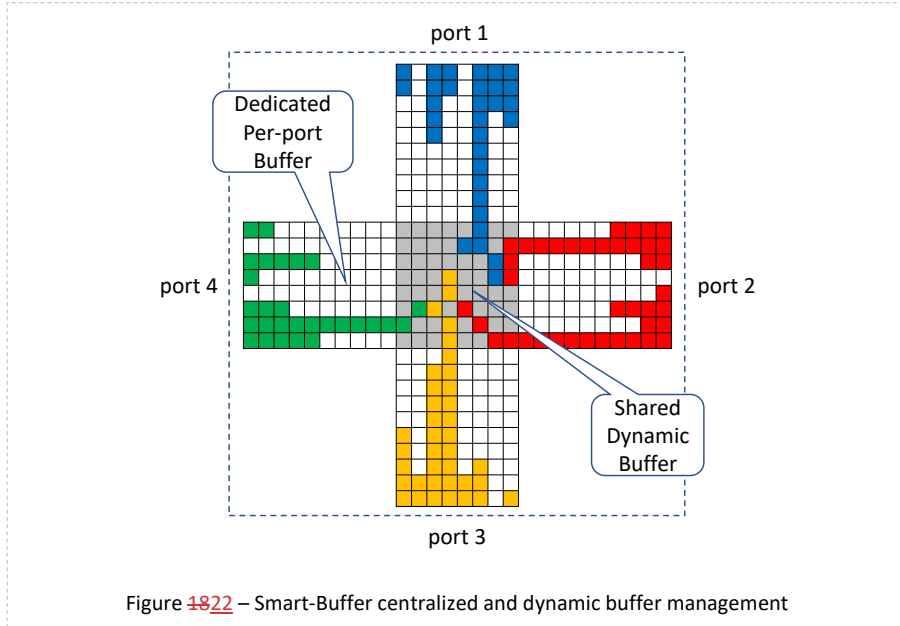 port 1
Dedicated
Per-port
Buffer
port 4
port 2
Shared
Dynamic
Buffer
port 3
Figure 1822 – Smart-Buffer centralized and dynamic buffer management